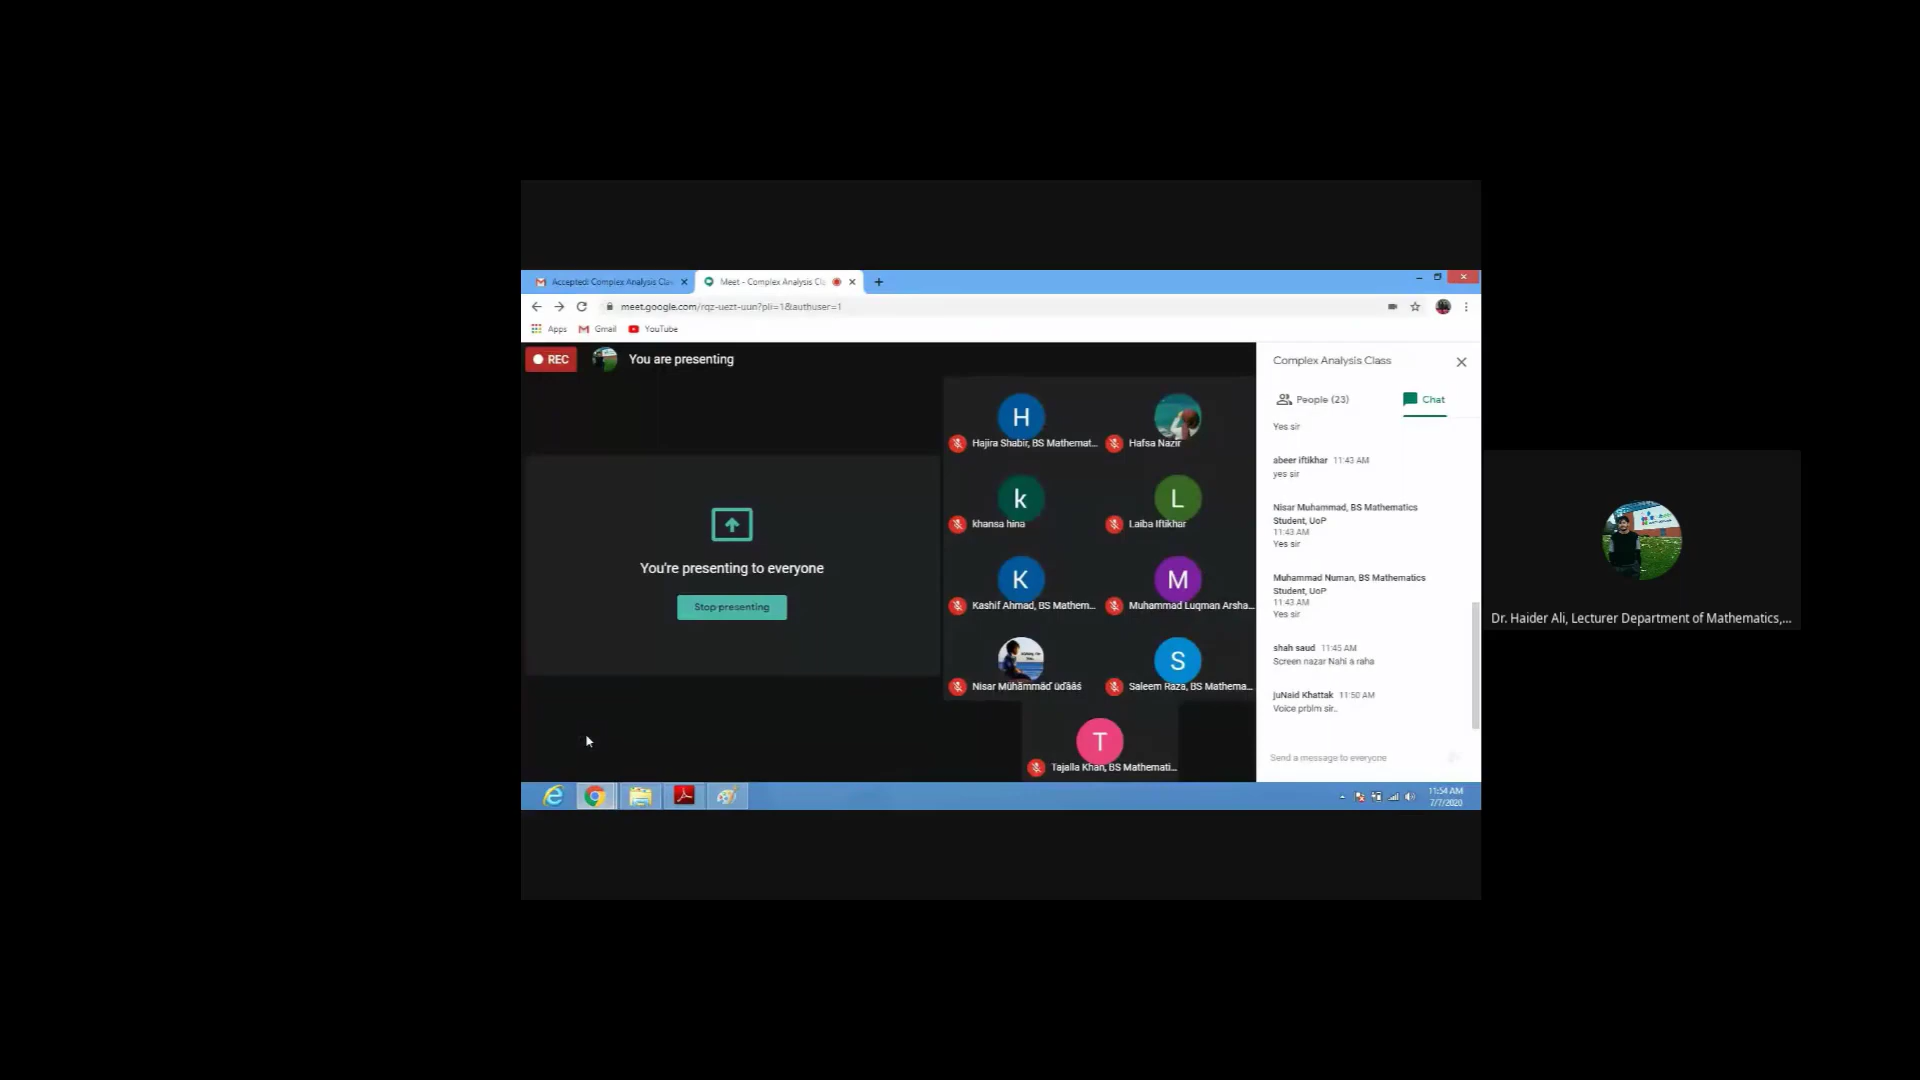 Accepted: Complex Analysis Clas
Meet - Complex Analysis Cla
meet.google.com/rqz-uezt-uun?pli=1&authuser=1
Apps
Gmail
YouTube
REC
You are presenting
You're presenting to everyone
Stop presenting
H
Hajira Shabir, BS Mathemat...
Hafsa Nazir
k
khansa hina
L
Laiba Iftikhar
K
Kashif Ahmad, BS Mathem...
M
Muhammad Luqman Arsha...
Nisar Mühãmmãď
S
Saleem Raza, BS Mathema...
T
Tajalla Khan, BS Mathemati...
Complex Analysis Class
People (23)
Chat
Yes sir
abeer iftikhar 11:43 AM
yes sir
Nisar Muhammad, BS Mathematics
Student, UoP
11:43 AM
Yes sir
Muhammad Numan, BS Mathematics
Student, UoP
11:43 AM
Yes sir
shah saud 11:45 AM
Screen nazar Nahi a raha
juNaid Khattak 11:50 AM
Voice prblm sir..
Send a message to everyone
11:54 AM
7/7/2020
Dr. Haider Ali, Lecturer Department of Mathematics,...